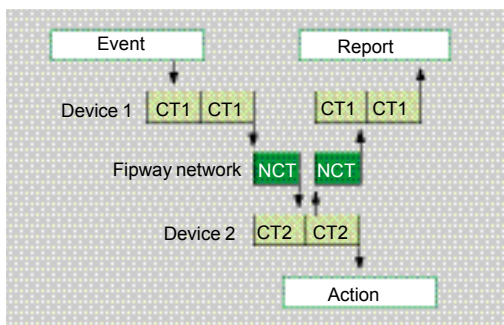 Event Report
Device 1 CT1 CT1 CT1 CT1
Fipway network NCT NCT
Device 2 CT2 CT2
Action